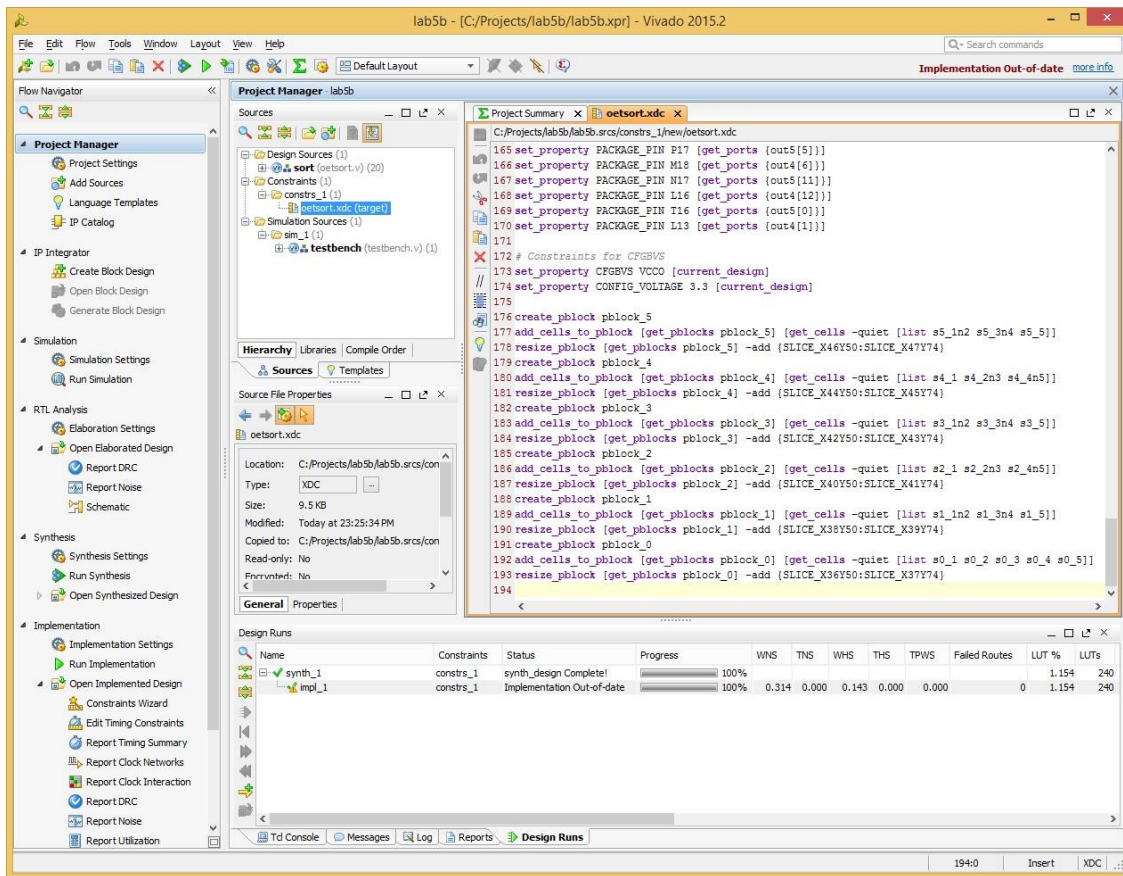 lab5b - [C:/Projects/lab5b/lab5b.xpr] - Vivado 2015.2
File Edit Flow Tools Window Layout View Help
Search commands
Default Layout
Implementation Out-of-date more info
Flow Navigator
Project Manager
Project Settings
Add Sources
Language Templates
IP Catalog
IP Integrator
Create Block Design
Open Block Design
Generate Block Design
Simulation
Simulation Settings
Run Simulation
RTL Analysis
Elaboration Settings
Open Elaborated Design
Report DRC
Report Noise
Schematic
Synthesis
Synthesis Settings
Run Synthesis
Open Synthesized Design
Implementation
Implementation Settings
Run Implementation
Open Implemented Design
Constraints Wizard
Edit Timing Constraints
Report Timing Summary
Report Clock Networks
Report Clock Interaction
Report DRC
Report Noise
Report Utilization
Project Manager - lab5b
Sources
Design Sources (1)
sort (oetsort.v) (20)
Constraints (1)
constrs_1 (1)
oetsort.xdc (target)
Simulation Sources (1)
sim_1 (1)
testbench (testbench.v) (1)
Hierarchy Libraries Compile Order
Sources Templates
Source File Properties
oetsort.xdc
Location: C:/Projects/lab5b/lab5b.srcs/con
Type: XDC ...
Size: 9.5 KB
Modified: Today at 23:25:34 PM
Copied to: C:/Projects/lab5b/lab5b.srcs/con
Read-only: No
Encrypted: No
General Properties
Project Summary oetsort.xdc
C:/Projects/lab5b/lab5b.srcs/constrs_1/new/oetsort.xdc
165 set_property PACKAGE_PIN P17 [get_ports {out5[5]}]
166 set_property PACKAGE_PIN M18 [get_ports {out4[6]}]
167 set_property PACKAGE_PIN N17 [get_ports {out5[11]}]
168 set_property PACKAGE_PIN L16 [get_ports {out4[12]}]
169 set_property PACKAGE_PIN T16 [get_ports {out5[0]}]
170 set_property PACKAGE_PIN L13 [get_ports {out4[1]}]
171
172 # Constraints for CFGBVS
173 set_property CFGBVS VCCO [current_design]
174 set_property CONFIG_VOLTAGE 3.3 [current_design]
175
176 create_pblock pblock_5
177 add_cells_to_pblock [get_pblocks pblock_5] [get_cells -quiet [list s5_1n2 s5_3n4 s5_5]]
178 resize_pblock [get_pblocks pblock_5] -add {SLICE_X46Y50:SLICE_X47Y74}
179 create_pblock pblock_4
180 add_cells_to_pblock [get_pblocks pblock_4] [get_cells -quiet [list s4_1 s4_2n3 s4_4n5]]
181 resize_pblock [get_pblocks pblock_4] -add {SLICE_X44Y50:SLICE_X45Y74}
182 create_pblock pblock_3
183 add_cells_to_pblock [get_pblocks pblock_3] [get_cells -quiet [list s3_1n2 s3_3n4 s3_5]]
184 resize_pblock [get_pblocks pblock_3] -add {SLICE_X42Y50:SLICE_X43Y74}
185 create_pblock pblock_2
186 add_cells_to_pblock [get_pblocks pblock_2] [get_cells -quiet [list s2_1 s2_2n3 s2_4n5]]
187 resize_pblock [get_pblocks pblock_2] -add {SLICE_X40Y50:SLICE_X41Y74}
188 create_pblock pblock_1
189 add_cells_to_pblock [get_pblocks pblock_1] [get_cells -quiet [list s1_1n2 s1_3n4 s1_5]]
190 resize_pblock [get_pblocks pblock_1] -add {SLICE_X38Y50:SLICE_X39Y74}
191 create_pblock pblock_0
192 add_cells_to_pblock [get_pblocks pblock_0] [get_cells -quiet [list s0_1 s0_2 s0_3 s0_4 s0_5]]
193 resize_pblock [get_pblocks pblock_0] -add {SLICE_X36Y50:SLICE_X37Y74}
194
Design Runs
Name Constraints Status Progress WNS TNS WHS THS TPWS Failed Routes LUT % LUTs
synth_1 constrs_1 synth_design Complete! 100% 1.154 240
impl_1 constrs_1 Implementation Out-of-date 100% 0.314 0.000 0.143 0.000 0.000 0 1.154 240
Tcl Console Messages Log Reports Design Runs
194:0 Insert XDC